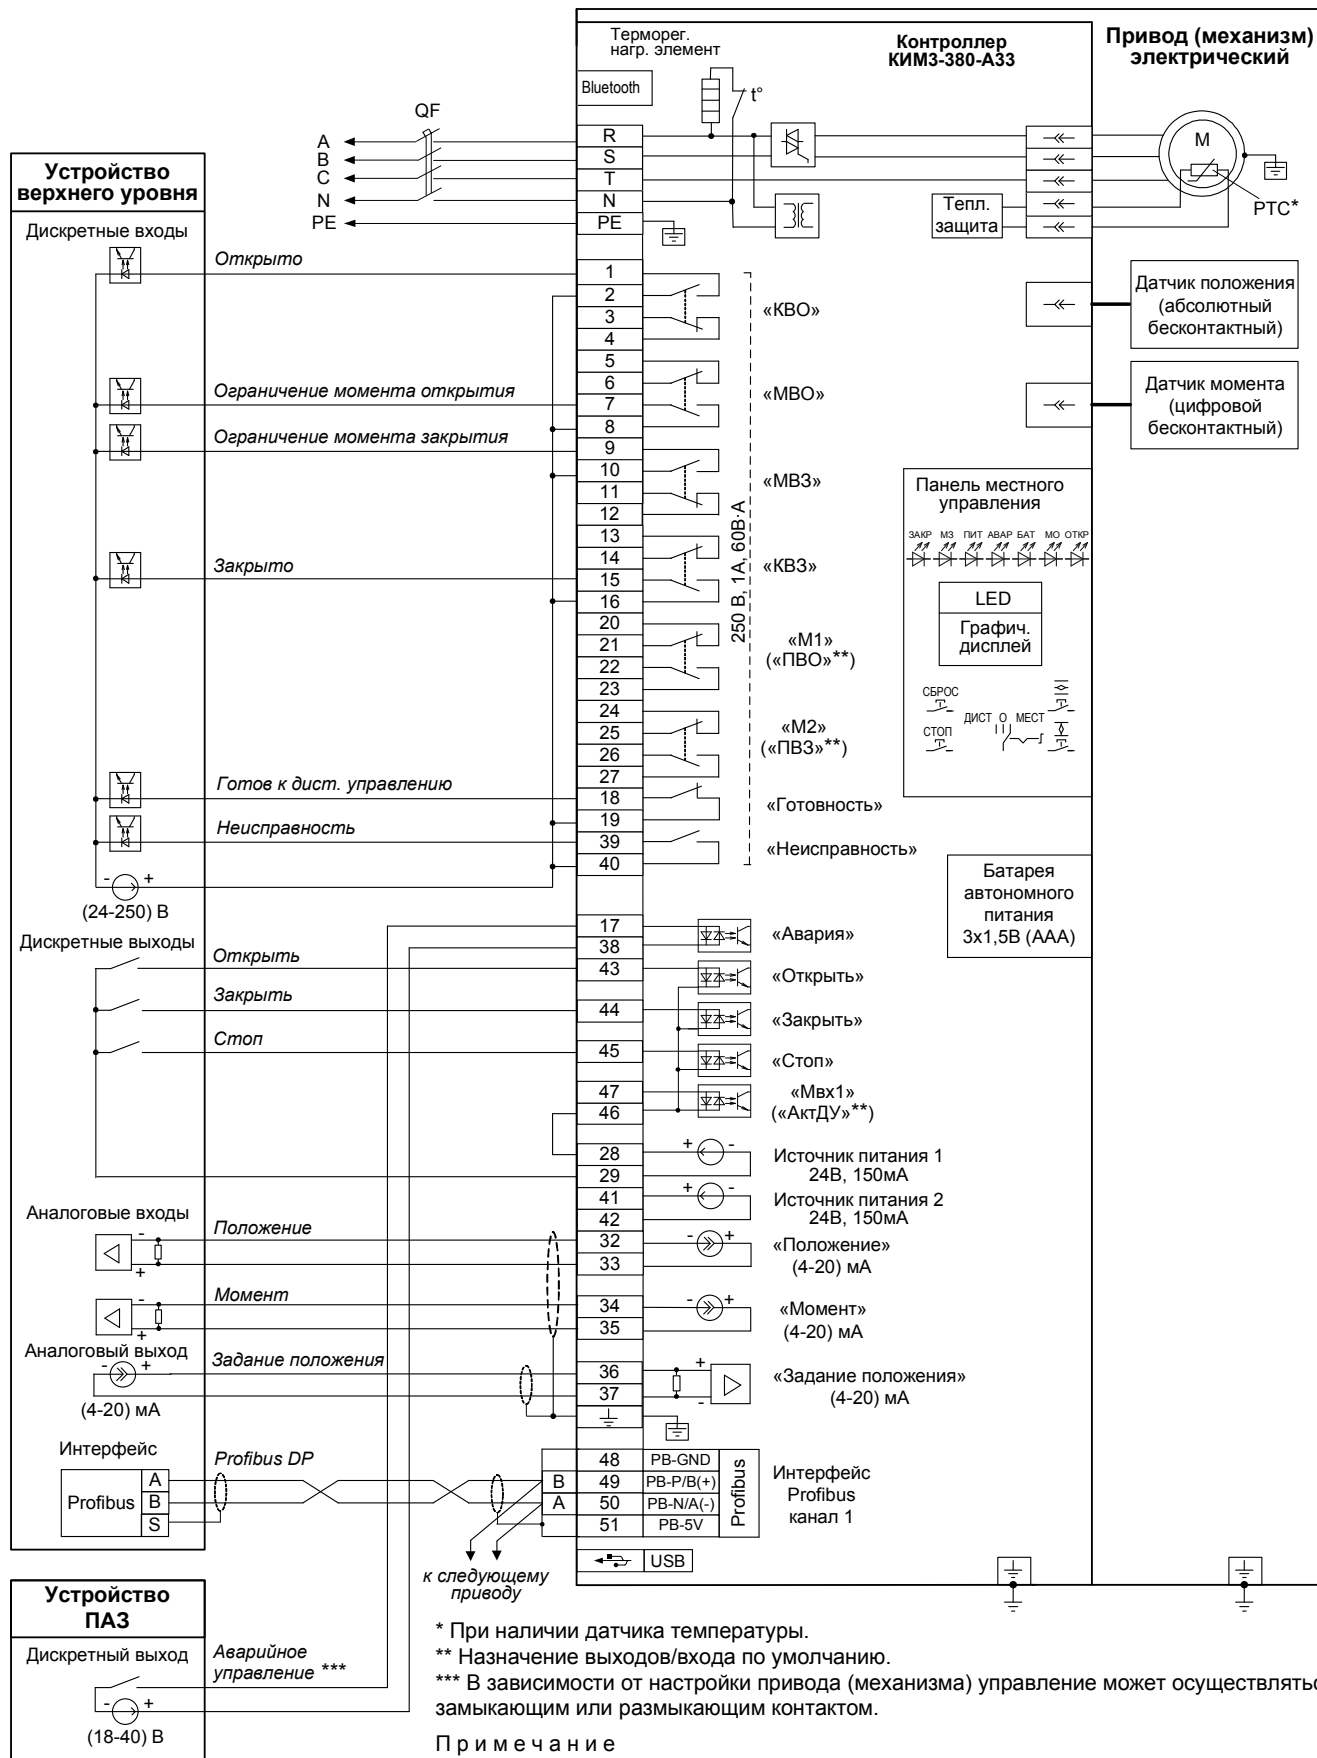 Терморег.
нагр. элемент
Контроллер
КИМ3-380-А33
Привод (механизм)
электрический
Bluetooth
t°
QF
A
B
C
N
PE
R
S
T
N
PE
M
PTC*
Тепл.
защита
Устройство
верхнего уровня
Дискретные входы
Открыто
Ограничение момента открытия
Ограничение момента закрытия
Закрыто
Готов к дист. управлению
Неисправность
- +
(24-250) В
1
2
3
4
5
6
7
8
9
10
11
12
13
14
15
16
20
21
22
23
24
25
26
27
18
19
39
40
«КВО»
«МВО»
«МВЗ»
«КВЗ»
«М1»
(«ПВО»**)
«М2»
(«ПВЗ»**)
«Готовность»
«Неисправность»
250 В, 1А, 60В·А
Датчик положения
(абсолютный
бесконтактный)
Датчик момента
(цифровой
бесконтактный)
Панель местного
управления
ЗАКР МЗ ПИТ АВАР БАТ МО ОТКР
LED
Графич.
дисплей
СБРОС
СТОП
ДИСТ О МЕСТ
Батарея
автономного
питания
3х1,5В (ААА)
Дискретные выходы
Открыть
Закрыть
Стоп
17
38
43
44
45
47
46
28
29
41
42
32
33
34
35
36
37
«Авария»
«Открыть»
«Закрыть»
«Стоп»
«Мвх1»
(«АктДУ»**)
+ -
Источник питания 1
24В, 150мА
+ -
Источник питания 2
24В, 150мА
- +
«Положение»
(4-20) мА
- +
«Момент»
(4-20) мА
+
-
«Задание положения»
(4-20) мА
Аналоговые входы
Положение
-
+
Момент
-
+
Аналоговый выход
Задание положения
- +
(4-20) мА
Интерфейс
Profibus DP
Profibus
A
B
S
B
A
48 PB-GND
49 PB-P/B(+)
50 PB-N/A(-)
51 PB-5V
Profibus
Интерфейс
Profibus
канал 1
USB
к следующему
приводу
Устройство
ПАЗ
Дискретный выход
Аварийное
управление ***
- +
(18-40) В
* При наличии датчика температуры.
** Назначение выходов/входа по умолчанию.
*** В зависимости от настройки привода (механизма) управление может осуществлятьс
замыкающим или размыкающим контактом.
П р и м е ч а н и е